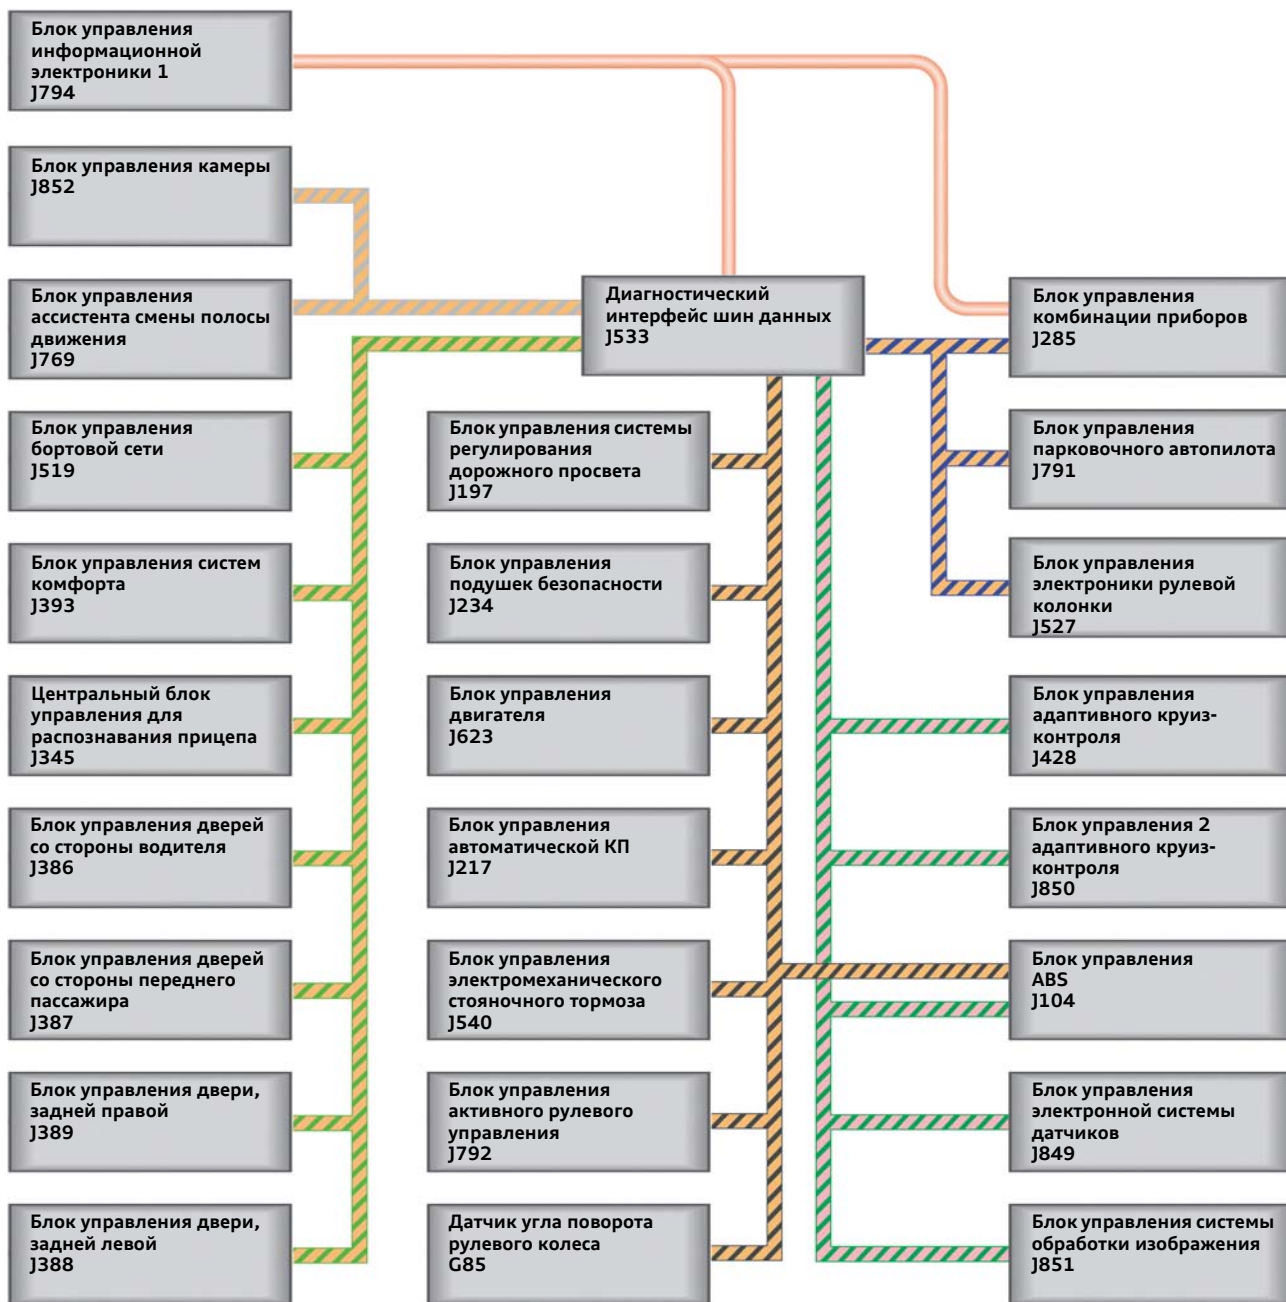 Блок управления
информационной
электроники 1
J794
Блок управления камеры
J852
Блок управления
ассистента смены полосы
движения
J769
Блок управления
бортовой сети
J519
Блок управления систем
комфорта
J393
Центральный блок
управления для
распознавания прицепа
J345
Блок управления дверей
со стороны водителя
J386
Блок управления дверей
со стороны переднего
пассажира
J387
Блок управления двери,
задней правой
J389
Блок управления двери,
задней левой
J388
Диагностический
интерфейс шин данных
J533
Блок управления системы
регулирования
дорожного просвета
J197
Блок управления
подушек безопасности
J234
Блок управления
двигателя
J623
Блок управления
автоматической КП
J217
Блок управления
электромеханического
стояночного тормоза
J540
Блок управления
активного рулевого
управления
J792
Датчик угла поворота
рулевого колеса
G85
Блок управления
комбинации приборов
J285
Блок управления
парковочного автопилота
J791
Блок управления
электроники рулевой
колонки
J527
Блок управления
адаптивного круиз-
контроля
J428
Блок управления 2
адаптивного круиз-
контроля
J850
Блок управления
ABS
J104
Блок управления
электронной системы
датчиков
J849
Блок управления системы
обработки изображения
J851